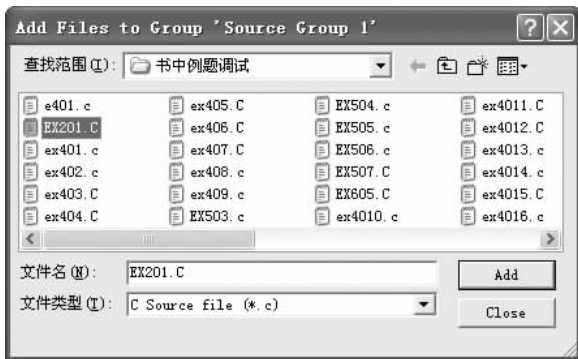 Add Files to Group 'Source Group 1'
查找范围(I): 书中例题调试
e401. c ex405. C EX504. c ex4011. C
EX201. C ex406. C EX505. c ex4012. C
ex401. c ex407. C EX506. c ex4013. c
ex402. c ex408. c EX507. C ex4014. c
ex403. C ex409. c EX605. C ex4015. C
ex404. C EX503. c ex4010. c ex4016. c
文件名(N): EX201. C Add
文件类型(T): C Source file (*. c) Close